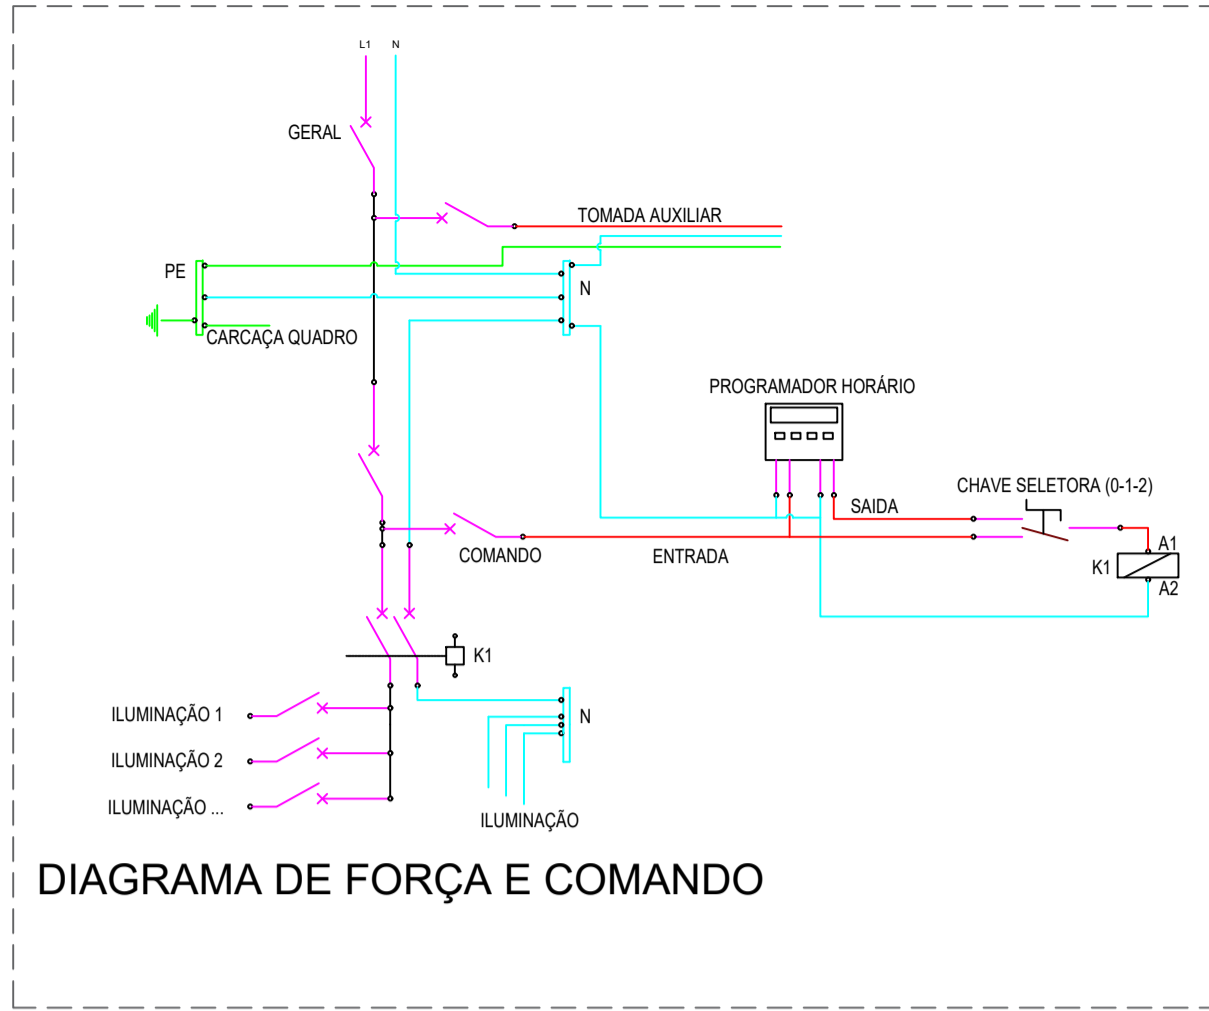 L1 N
GERAL
TOMADA AUXILIAR
PE
N
CARCAÇA QUADRO
PROGRAMADOR HORÁRIO
CHAVE SELETORA (0-1-2)
SAIDA
COMANDO
ENTRADA
A1
K1
A2
K1
ILUMINAÇÃO 1
N
ILUMINAÇÃO 2
ILUMINAÇÃO ...
ILUMINAÇÃO
DIAGRAMA DE FORÇA E COMANDO